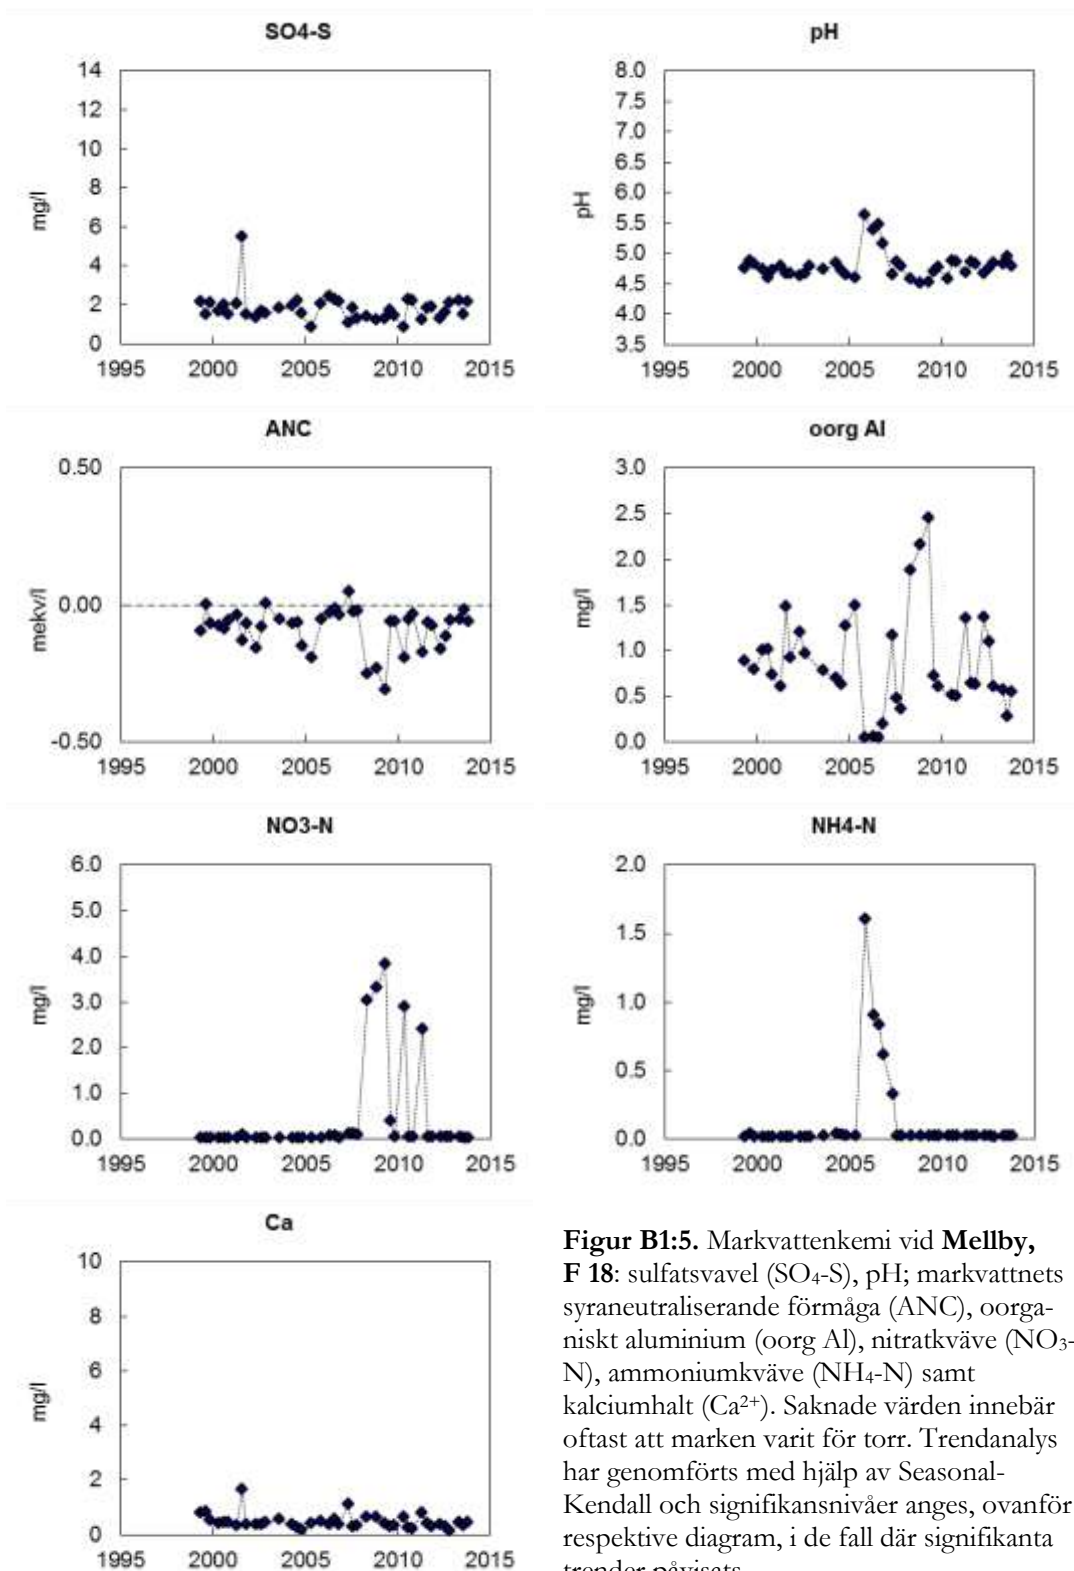 SO4-S
14
12
10
8
6
4
2
0
mg/l
1995 2000 2005 2010 2015
pH
8.0
7.5
7.0
6.5
6.0
5.5
5.0
4.5
4.0
3.5
pH
1995 2000 2005 2010 2015
ANC
0.50
0.00
-0.50
mekv/l
1995 2000 2005 2010 2015
oorg Al
3.0
2.5
2.0
1.5
1.0
0.5
0.0
mg/l
1995 2000 2005 2010 2015
NO3-N
6.0
5.0
4.0
3.0
2.0
1.0
0.0
mg/l
1995 2000 2005 2010 2015
NH4-N
2.0
1.5
1.0
0.5
0.0
mg/l
1995 2000 2005 2010 2015
Ca
10
8
6
4
2
0
mg/l
1995 2000 2005 2010 2015
Figur B1:5. Markvattenkemi vid Mellby,
F 18: sulfatsvavel (SO₄-S), pH; markvattnets
syraneutraliserande förmåga (ANC), oorga-
niskt aluminium (oorg Al), nitratkväve (NO₃-
N), ammoniumkväve (NH₄-N) samt
kalciumhalt (Ca²⁺). Saknade värden innebär
oftast att marken varit för torr. Trendanalys
har genomförts med hjälp av Seasonal-
Kendall och signifikansnivåer anges, ovanför
respektive diagram, i de fall där signifikanta
trender påvisats